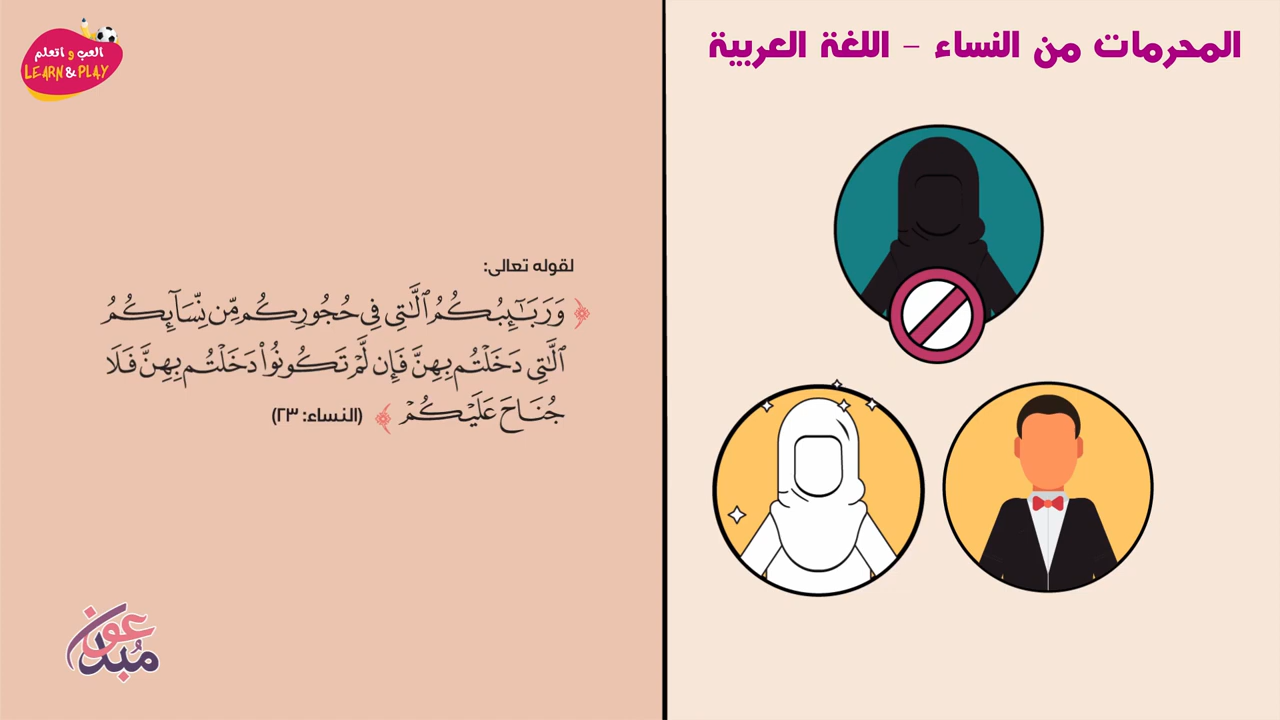 المحرمات من النساء – اللغة العربية
العب و اتعلم
LEARN & PLAY
لقوله تعالى:
﴿ وَرَبَـٰٓئِبُكُمُ ٱلَّـٰتِى فِى حُجُورِكُم مِّن نِّسَآئِكُمُ
ٱلَّـٰتِى دَخَلْتُم بِهِنَّ فَإِن لَّمْ تَكُونُوا۟ دَخَلْتُم بِهِنَّ فَلَا
جُنَاحَ عَلَيْكُمْ ﴾ (النساء: ٢٣)
مُبدعون